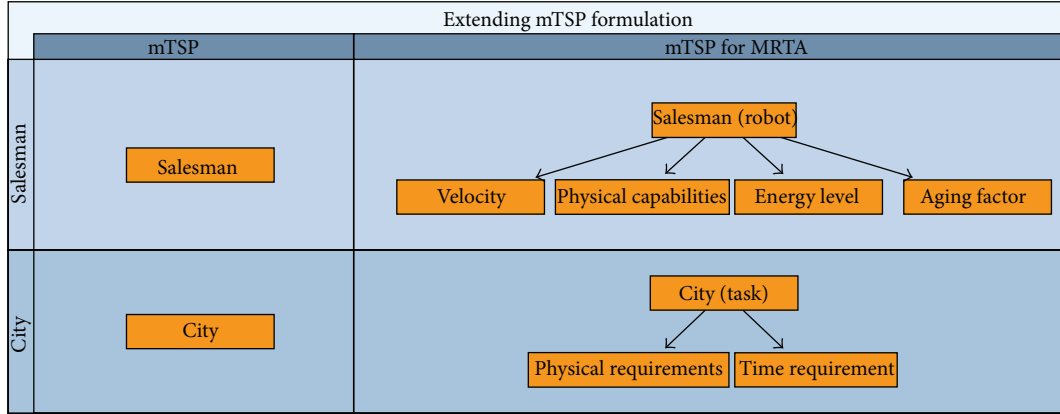 Extending mTSP formulation
mTSP
mTSP for MRTA
Salesman
Salesman
Salesman (robot)
Velocity
Physical capabilities
Energy level
Aging factor
City
City
City (task)
Physical requirements
Time requirement